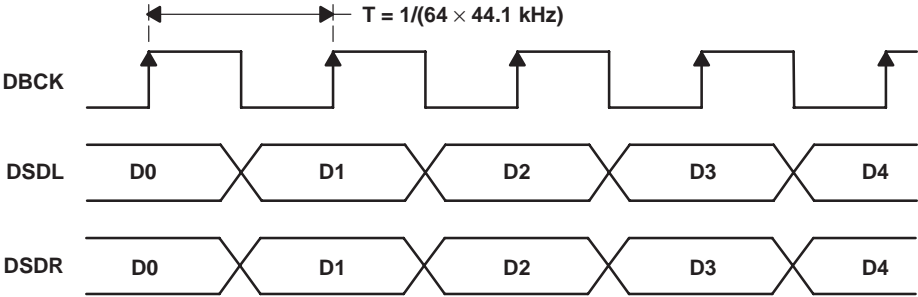 T = 1/(64 × 44.1 kHz)
DBCK
DSDL D0 D1 D2 D3 D4
DSDR D0 D1 D2 D3 D4